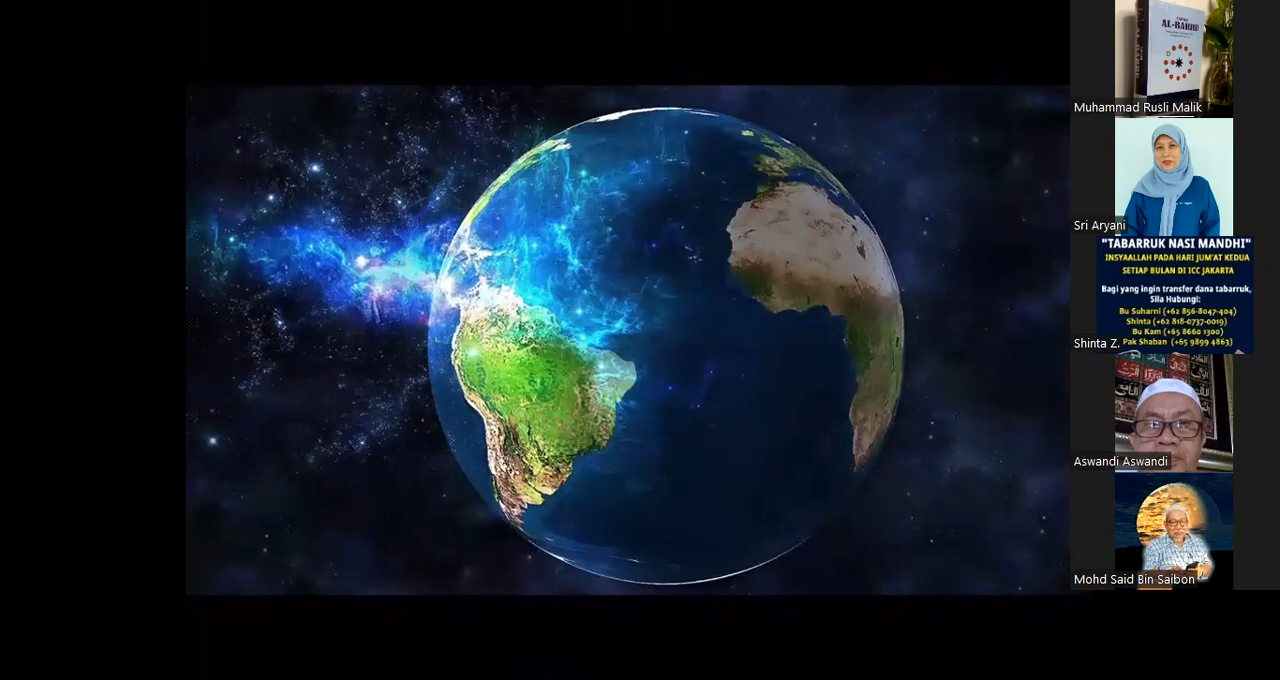 TAFSIR
AL-BARRU
Muhammad Rusli Malik
Sri Aryani
"TABARRUK NASI MANDHI"
INSYAALLAH PADA HARI JUM'AT KEDUA
SETIAP BULAN DI ICC JAKARTA
Bagi yang ingin transfer dana tabarruk,
Sila Hubungi:
Bu Suharni (+62 856-8047-404)
Shinta (+62 818-0737-0019)
Bu Kam (+65 8660 1300)
Pak Shaban (+65 9899 4863)
Shinta Z.
Aswandi Aswandi
Mohd Said Bin Saibon